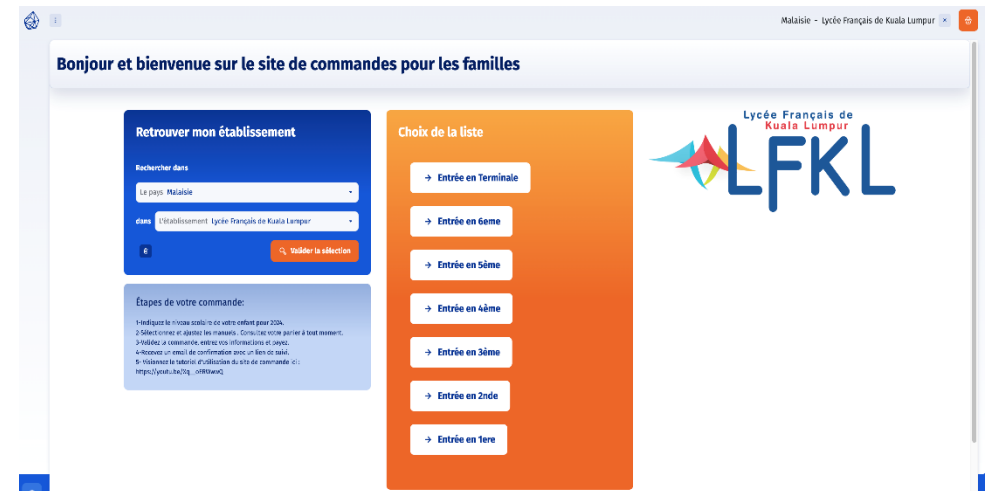 Malaisie - Lycée Français de Kuala Lumpur
Bonjour et bienvenue sur le site de commandes pour les familles
Retrouver mon établissement
Rechercher dans
Le pays Malaisie
dans L'établissement Lycée Français de Kuala Lumpur
Valider la sélection
Étapes de votre commande:
1-Indiquez le niveau scolaire de votre enfant pour 2024.
2-Sélectionnez et ajustez les manuels. Consultez votre panier à tout moment.
3-Validez la commande, entrez vos informations et payez.
4-Recevez un email de confirmation avec un lien de suivi.
5- Visionnez le tutoriel d'utilisation du site de commande ici :
Choix de la liste
→ Entrée en Terminale
→ Entrée en 6eme
→ Entrée en 5ème
→ Entrée en 4ème
→ Entrée en 3ème
→ Entrée en 2nde
→ Entrée en 1ere
Lycée Français de
Kuala Lumpur
LFKL